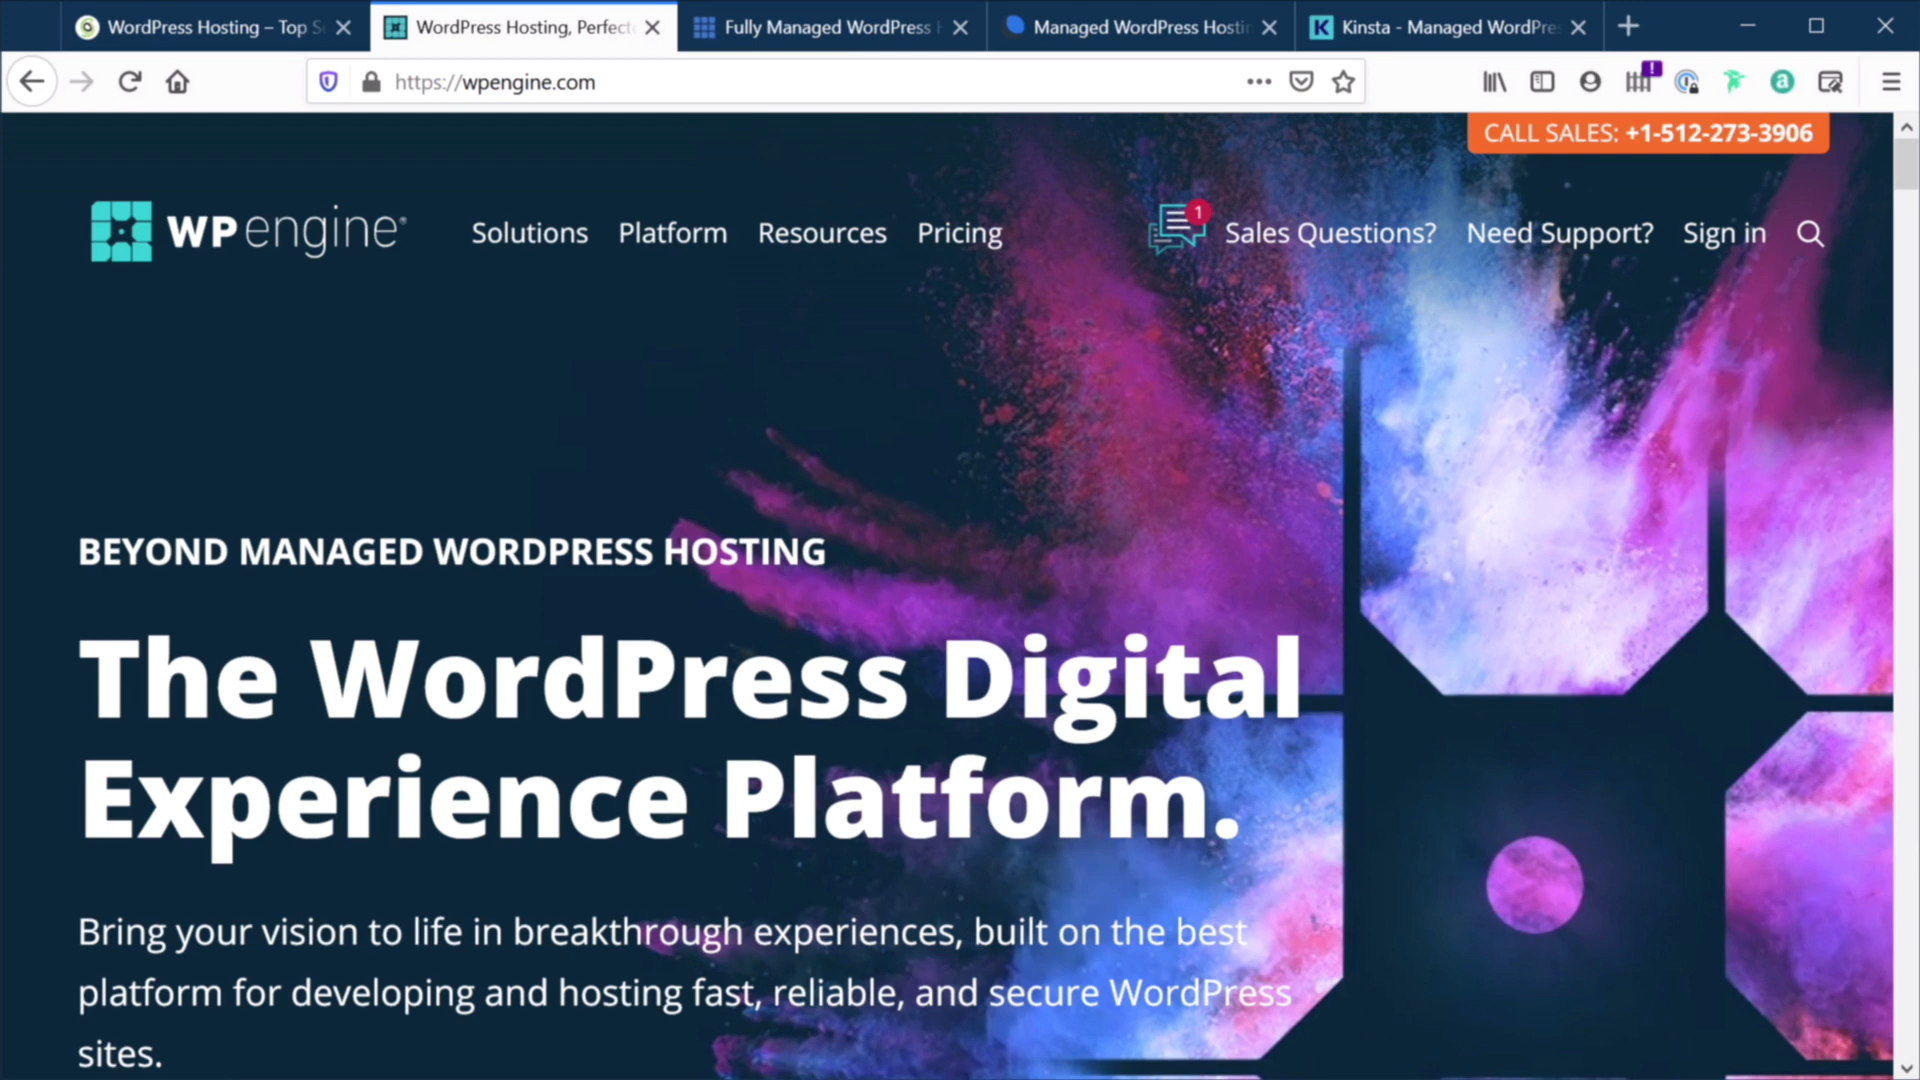 WordPress Hosting – Top S
WordPress Hosting, Perfect
Fully Managed WordPress
Managed WordPress Hostin
Kinsta - Managed WordPre
https://wpengine.com
!
a
CALL SALES: +1-512-273-3906
WP engine®
Solutions
Platform
Resources
Pricing
1
Sales Questions?
Need Support?
Sign in
BEYOND MANAGED WORDPRESS HOSTING
The WordPress Digital
Experience Platform.
Bring your vision to life in breakthrough experiences, built on the best
platform for developing and hosting fast, reliable, and secure WordPress
sites.